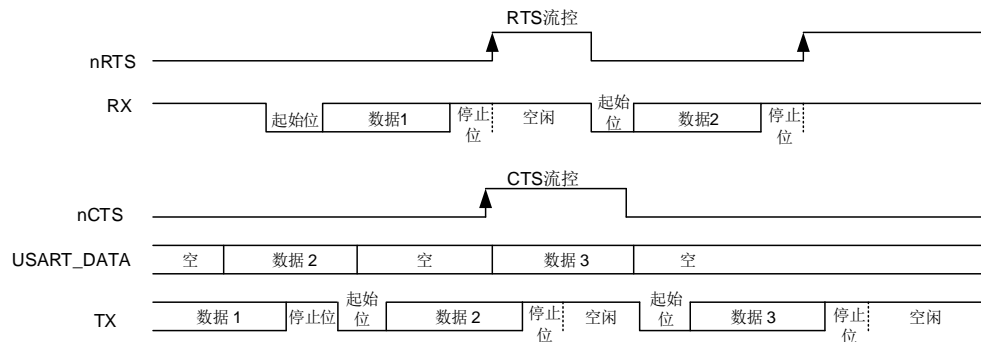 RTS流控
nRTS
RX 起始位 数据1 停止位 空闲 起始位 数据2 停止位
CTS流控
nCTS
USART_DATA 空 数据 2 空 数据 3 空
TX 数据 1 停止位 起始位 数据 2 停止位 空闲 起始位 数据 3 停止位 空闲